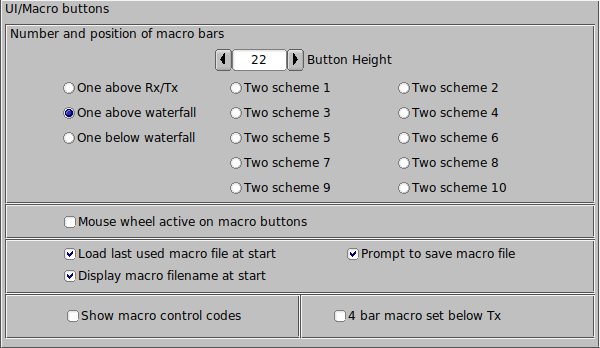 UI/Macro buttons
Number and position of macro bars
22 Button Height
One above Rx/Tx Two scheme 1 Two scheme 2
One above waterfall Two scheme 3 Two scheme 4
One below waterfall Two scheme 5 Two scheme 6
Two scheme 7 Two scheme 8
Two scheme 9 Two scheme 10
Mouse wheel active on macro buttons
Load last used macro file at start Prompt to save macro file
Display macro filename at start
Show macro control codes 4 bar macro set below Tx